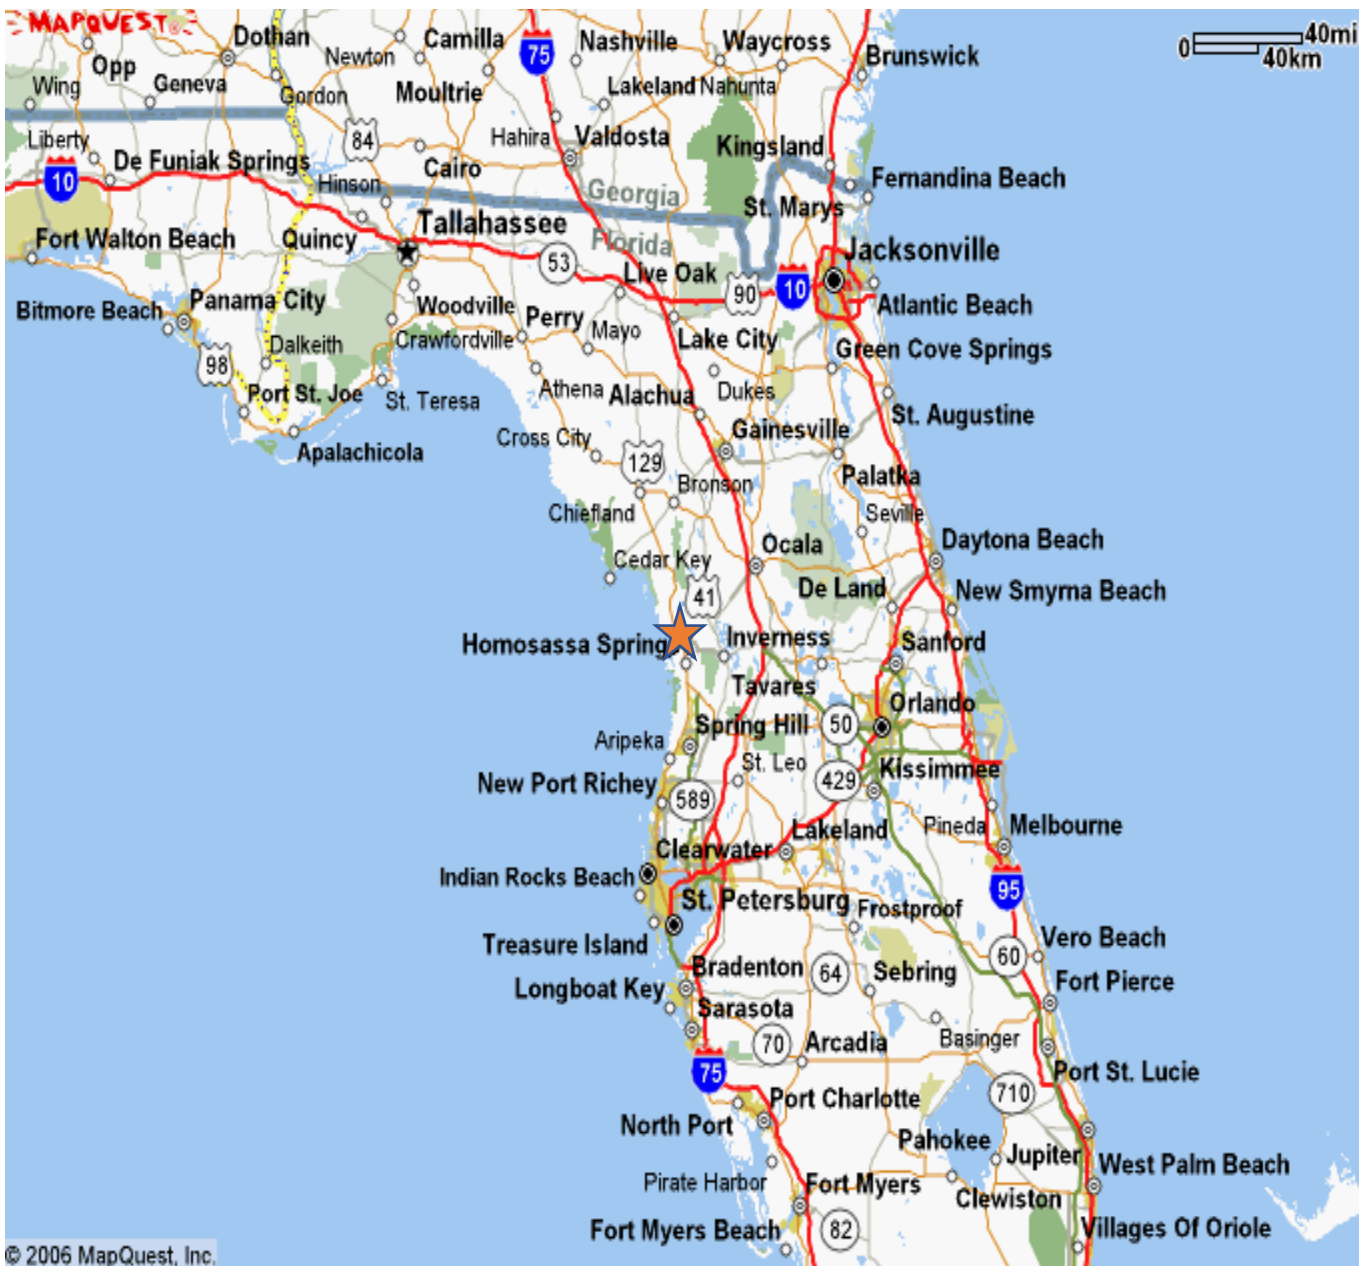 MAPQUEST®
Dothan
Camilla
Newton
75
Nashville
Waycross
0
40mi
40km
Brunswick
Opp
Wing
Geneva
Gordon
Moultrie
Lakeland
Nahunta
Liberty
84
Hahira
Valdosta
Kingsland
De Funiak Springs
Cairo
10
Hinson
Georgia
Fernandina Beach
St. Marys
Fort Walton Beach
Quincy
Tallahassee
Florida
Jacksonville
53
Live Oak
90
10
Bitmore Beach
Panama City
Woodville
Perry
Atlantic Beach
Dalkeith
Crawfordville
Mayo
Lake City
Green Cove Springs
98
Port St. Joe
St. Teresa
Athena
Alachua
Dukes
St. Augustine
Cross City
Gainesville
Apalachicola
129
Bronson
Palatka
Chiefland
Seville
Cedar Key
Ocala
Daytona Beach
41
De Land
New Smyrna Beach
Homosassa Spring
Inverness
Sanford
Tavares
Orlando
Aripeka
Spring Hill
50
St. Leo
Kissimmee
New Port Richey
589
429
Pineda
Melbourne
Lakeland
Clearwater
Indian Rocks Beach
95
St. Petersburg
Frostproof
Treasure Island
60
Vero Beach
Bradenton
64
Sebring
Longboat Key
Fort Pierce
Sarasota
70
Arcadia
Basinger
75
Port St. Lucie
Port Charlotte
710
North Port
Pahokee
Jupiter
West Palm Beach
Pirate Harbor
Fort Myers
Clewiston
Fort Myers Beach
82
Villages Of Oriole
© 2006 MapQuest, Inc.